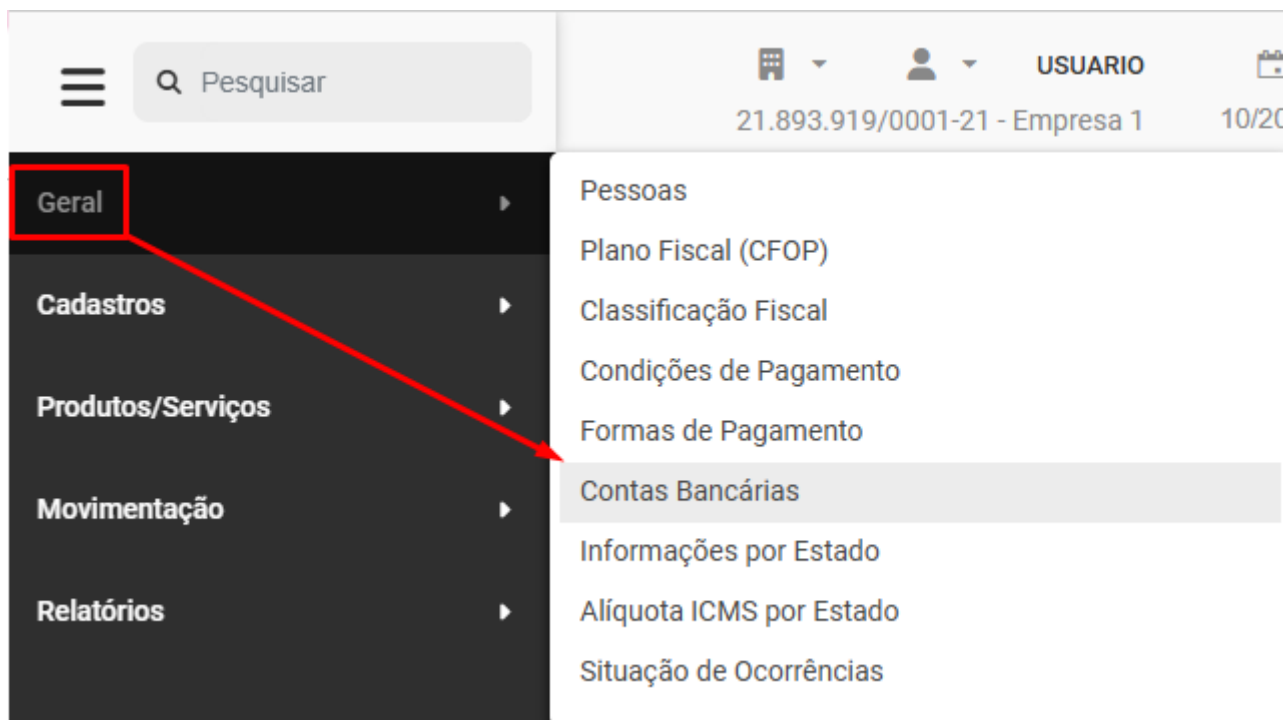 Pesquisar
USUARIO
21.893.919/0001-21 - Empresa 1
10/20
Geral
Cadastros
Produtos/Serviços
Movimentação
Relatórios
Pessoas
Plano Fiscal (CFOP)
Classificação Fiscal
Condições de Pagamento
Formas de Pagamento
Contas Bancárias
Informações por Estado
Alíquota ICMS por Estado
Situação de Ocorrências